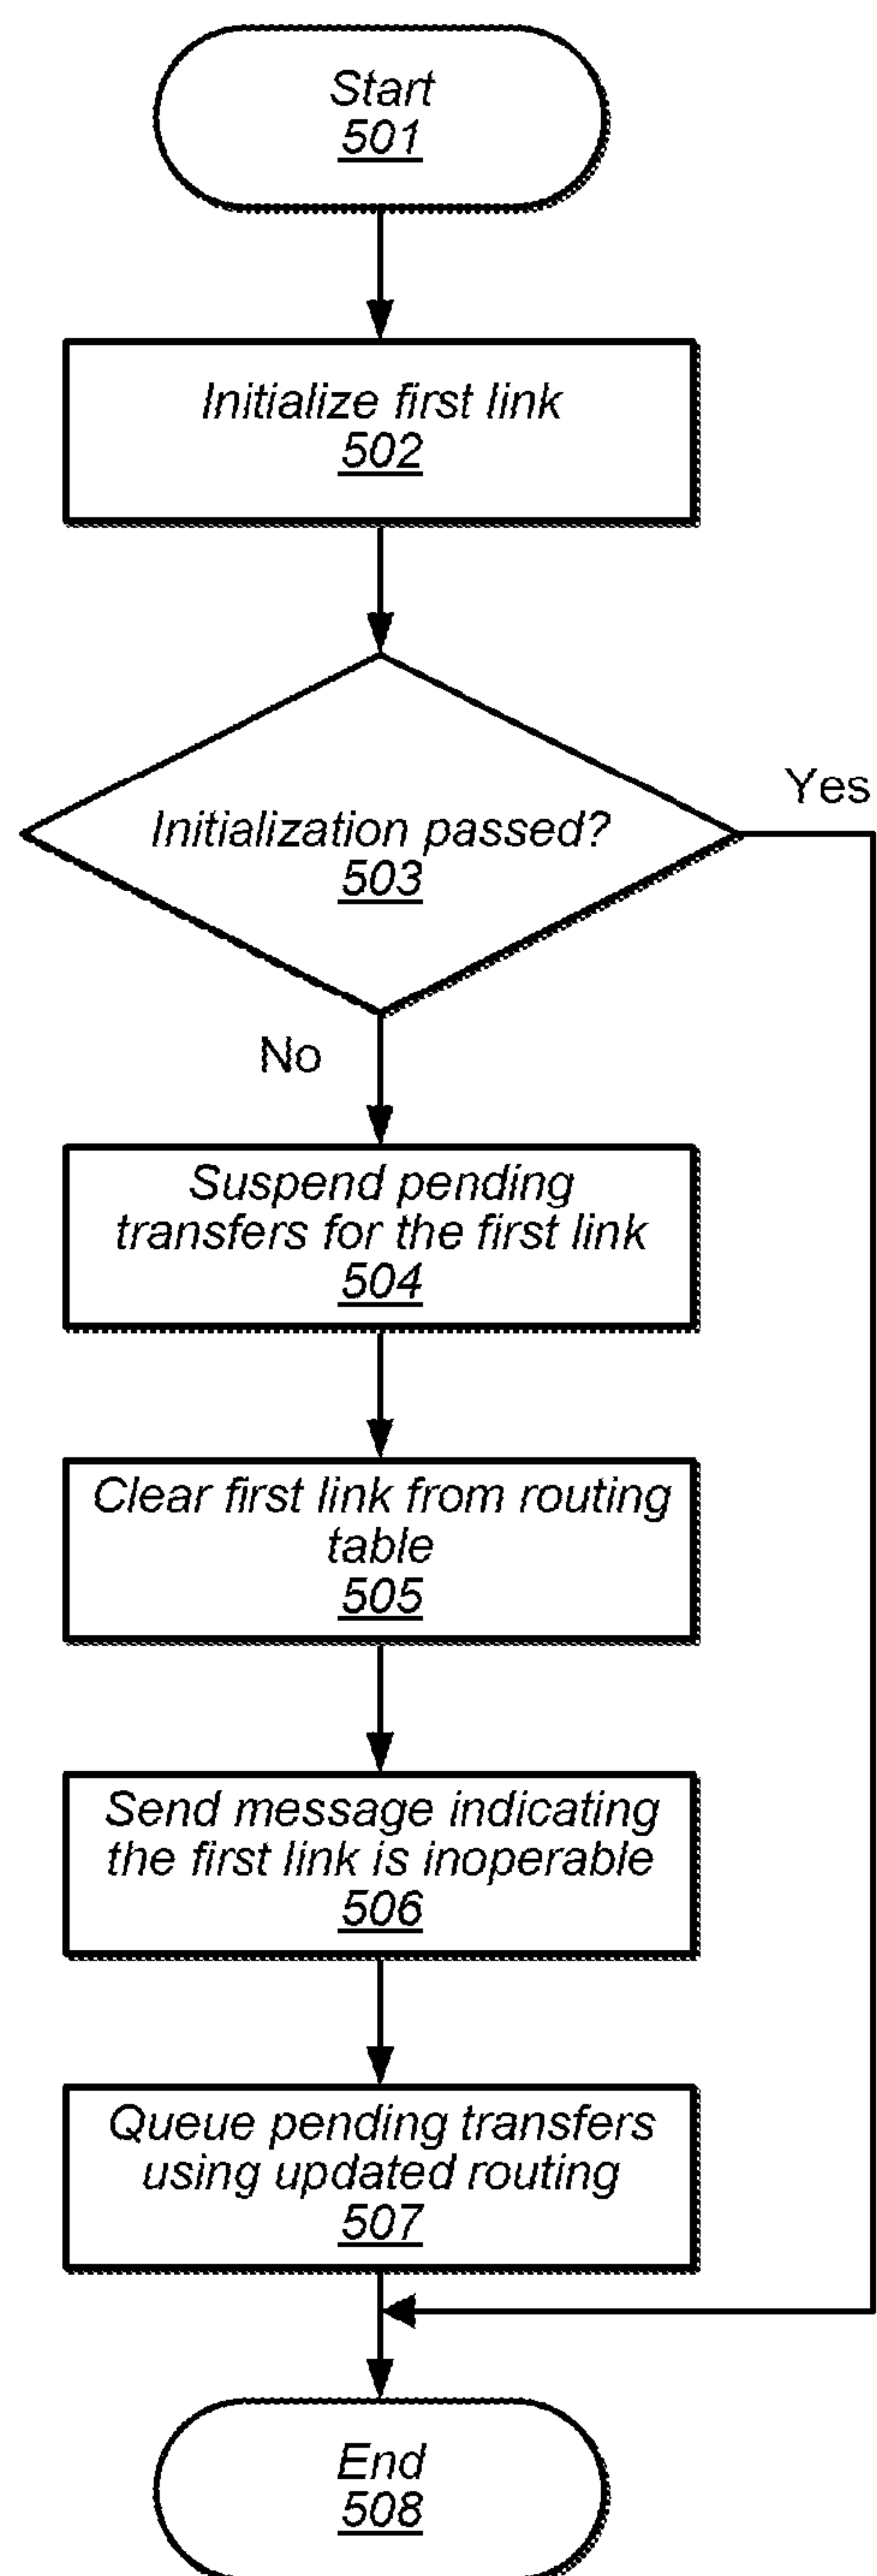 Start
501
Initialize first link
502
Yes
Initialization passed?
503
No
Suspend pending
transfers for the first link
504
Clear first link from routing
table
505
Send message indicating
the first link is inoperable
506
Queue pending transfers
using updated routing
507
End
508